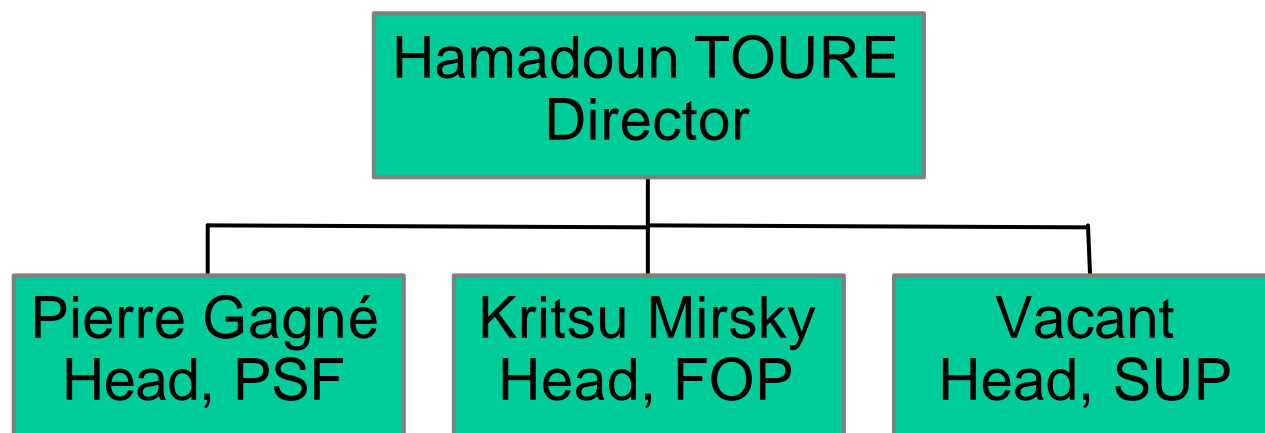 Hamadoun TOURE
Director
Pierre Gagné
Head, PSF
Kritsu Mirsky
Head, FOP
Vacant
Head, SUP